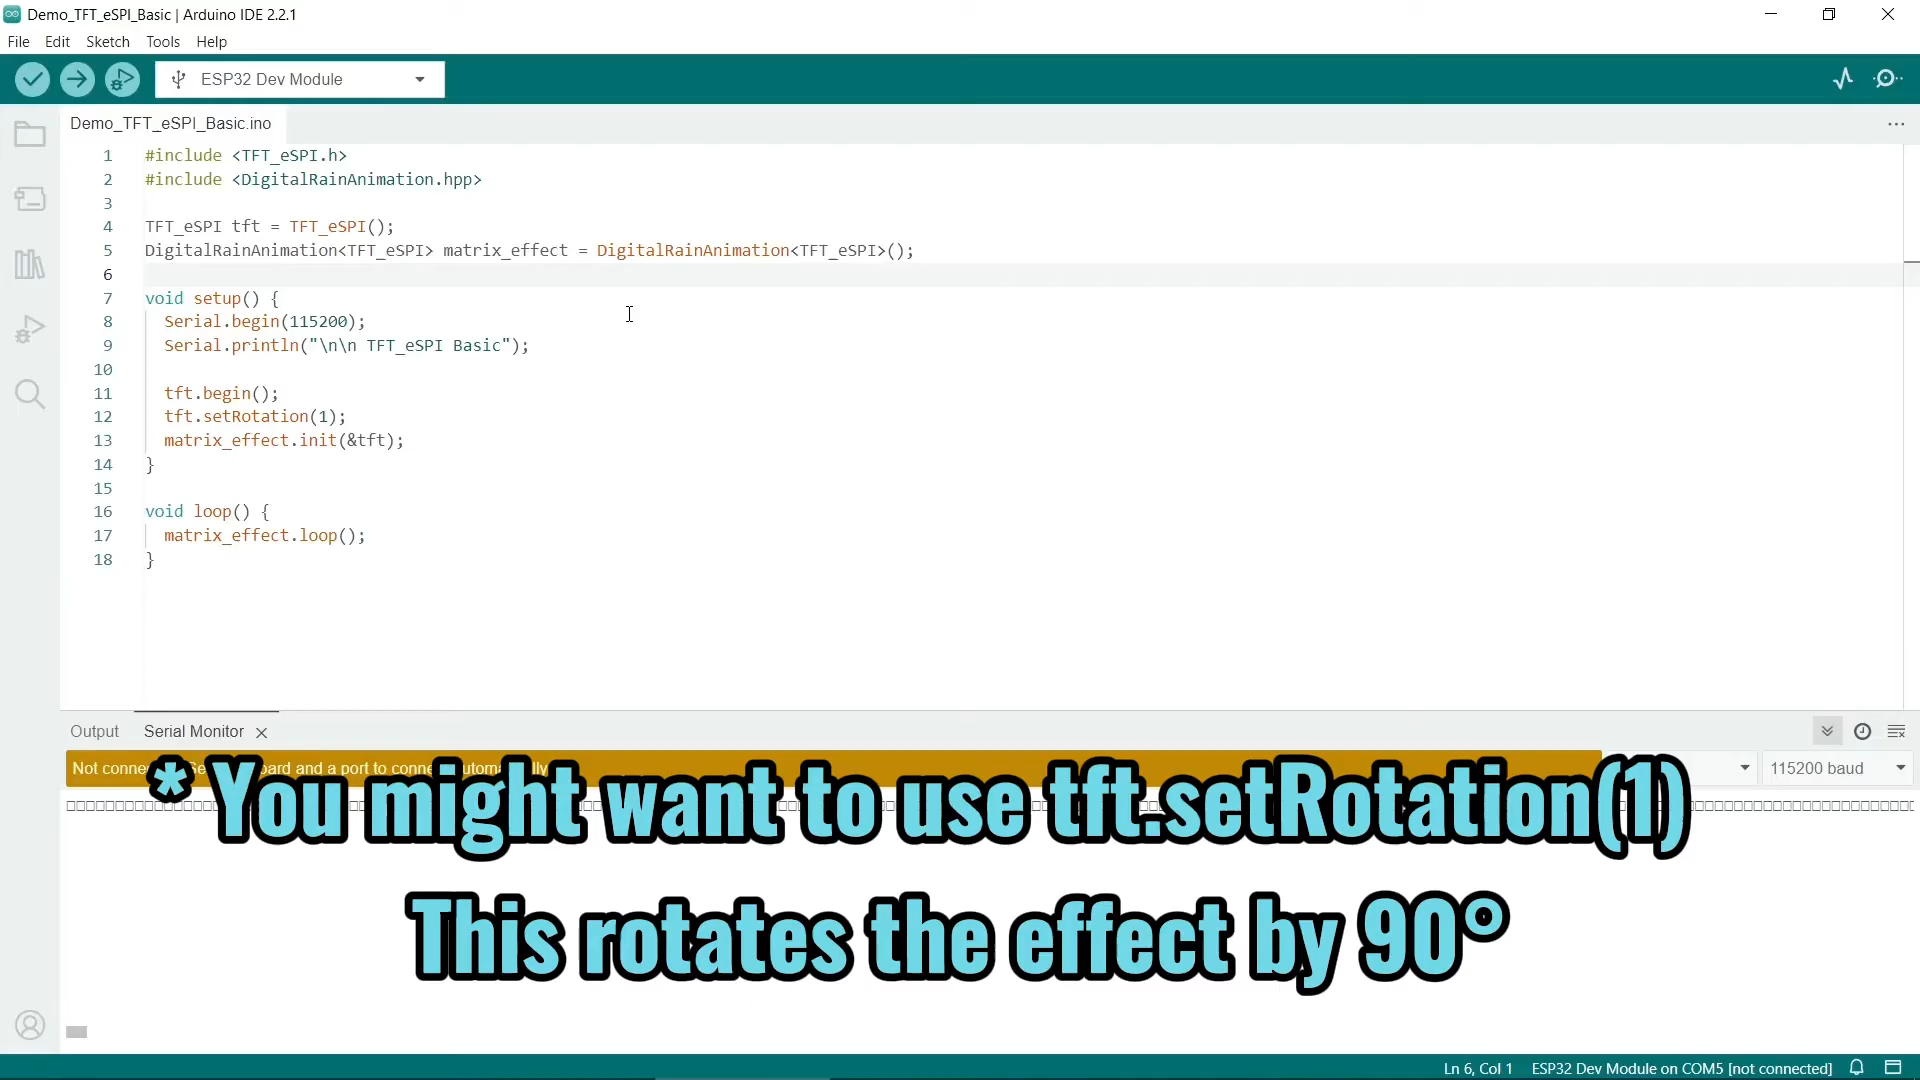 Demo_TFT_eSPI_Basic | Arduino IDE 2.2.1
File Edit Sketch Tools Help
ESP32 Dev Module
Demo_TFT_eSPI_Basic.ino
1 #include <TFT_eSPI.h>
2 #include <DigitalRainAnimation.hpp>
3
4 TFT_eSPI tft = TFT_eSPI();
5 DigitalRainAnimation<TFT_eSPI> matrix_effect = DigitalRainAnimation<TFT_eSPI>();
6
7 void setup() {
8 Serial.begin(115200);
9 Serial.println("\n\n TFT_eSPI Basic");
10
11 tft.begin();
12 tft.setRotation(1);
13 matrix_effect.init(&tft);
14 }
15
16 void loop() {
17 matrix_effect.loop();
18 }
Output Serial Monitor
Not and a port to
115200 baud
* You might want to use tft.setRotation(1)
This rotates the effect by 90°
Ln 6, Col 1 ESP32 Dev Module on COM5 [not connected]